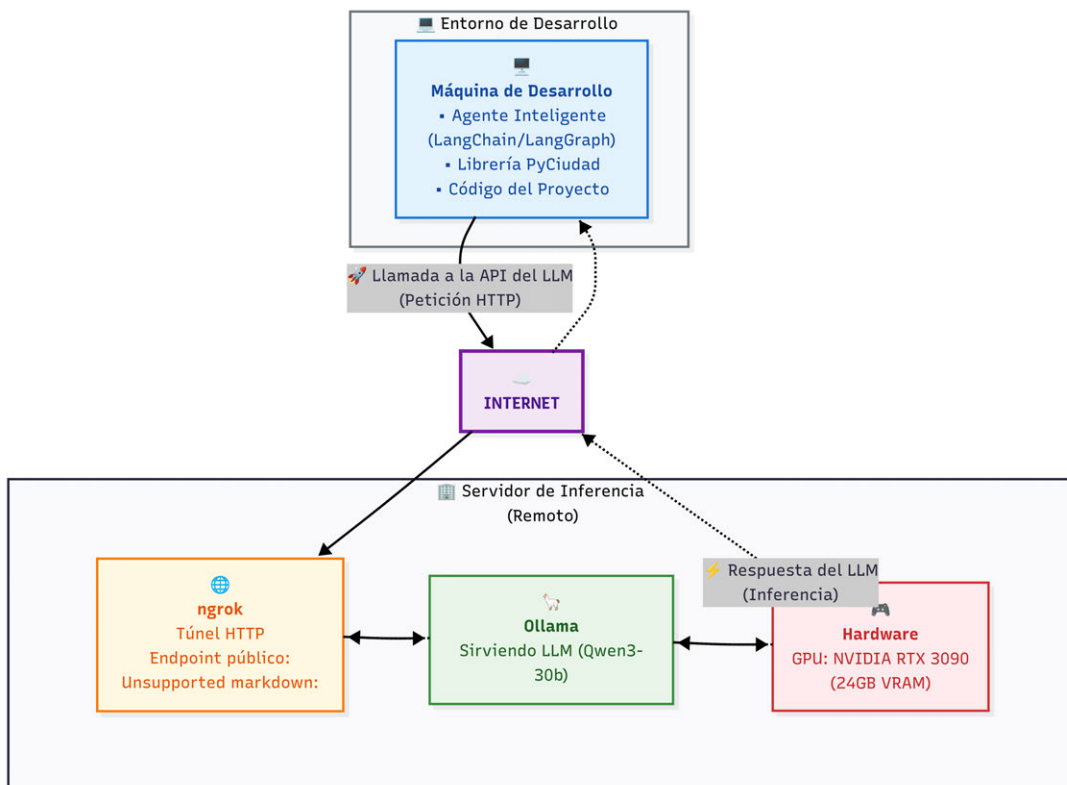 💻 Entorno de Desarrollo
🖥️
Máquina de Desarrollo
▪ Agente Inteligente
(LangChain/LangGraph)
▪ Librería PyCiudad
▪ Código del Proyecto
🚀 Llamada a la API del LLM
(Petición HTTP)
☁️
INTERNET
🏢 Servidor de Inferencia
(Remoto)
🌐
ngrok
Túnel HTTP
Endpoint público:
Unsupported markdown:
🦙
Ollama
Sirviendo LLM (Qwen3-
30b)
⚡ Respuesta del LLM
(Inferencia)
🎮
Hardware
GPU: NVIDIA RTX 3090
(24GB VRAM)